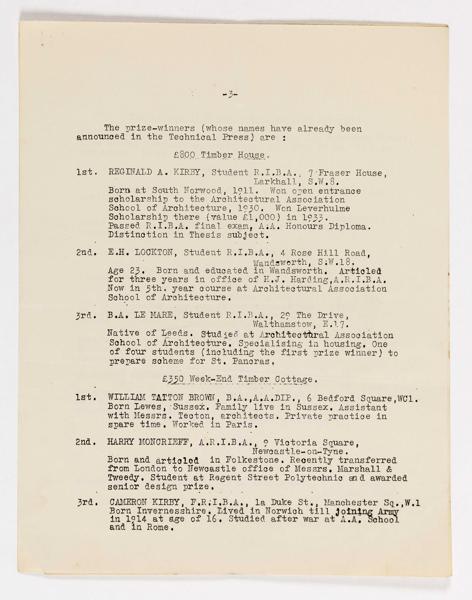 -3-
The prize-winners (whose names have already been
announced in the Technical Press) are :
£800 Timber House.
1st. REGINALD A. KIRBY, Student R.I.B.A., 7 Fraser House,
Larkhall, S.W.8.
Born at South Norwood, 1911. Won open entrance
scholarship to the Architectural Association
School of Architecture, 1930. Won Leverhulme
Scholarship there (value £1,000) in 1933.
Passed R.I.B.A. final exam, A.A. Honours Diploma.
Distinction in Thesis subject.
2nd. E.H. LOCKTON, Student R.I.B.A., 4 Rose Hill Road,
Wandsworth, S.W.18.
Age 23. Born and educated in Wandsworth. Articled
for three years in office of H.J. Harding,A.R.I.B.A.
Now in 5th. year course at Architectural Association
School of Architecture.
3rd. B.A. LE MARE, Student R.I.B.A., 29 The Drive,
Walthamstow, E.17.
Native of Leeds. Studied at Architectural Association
School of Architecture. Specialising in housing. One
of four students (including the first prize winner) to
prepare scheme for St. Pancras.
£350 Week-End Timber Cottage.
1st. WILLIAM TATTON BROWN, B.A.,A.A.DIP., 6 Bedford Square,WC1.
Born Lewes, Sussex. Family live in Sussex. Assistant
with Messrs. Tecton, architects. Private practice in
spare time. Worked in Paris.
2nd. HARRY MONCRIEFF, A.R.I.B.A., 9 Victoria Square,
Newcastle-on-Tyne.
Born and articled in Folkestone. Recently transferred
from London to Newcastle office of Messrs. Marshall &
Tweedy. Student at Regent Street Polytechnic and awarded
senior design prize.
3rd. CAMERON KIRBY, F.R.I.B.A., 1a Duke St., Manchester Sq.,W.1
Born Invernesshire. Lived in Norwich till joining Army
in 1914 at age of 16. Studied after war at A.A. School
and in Rome.